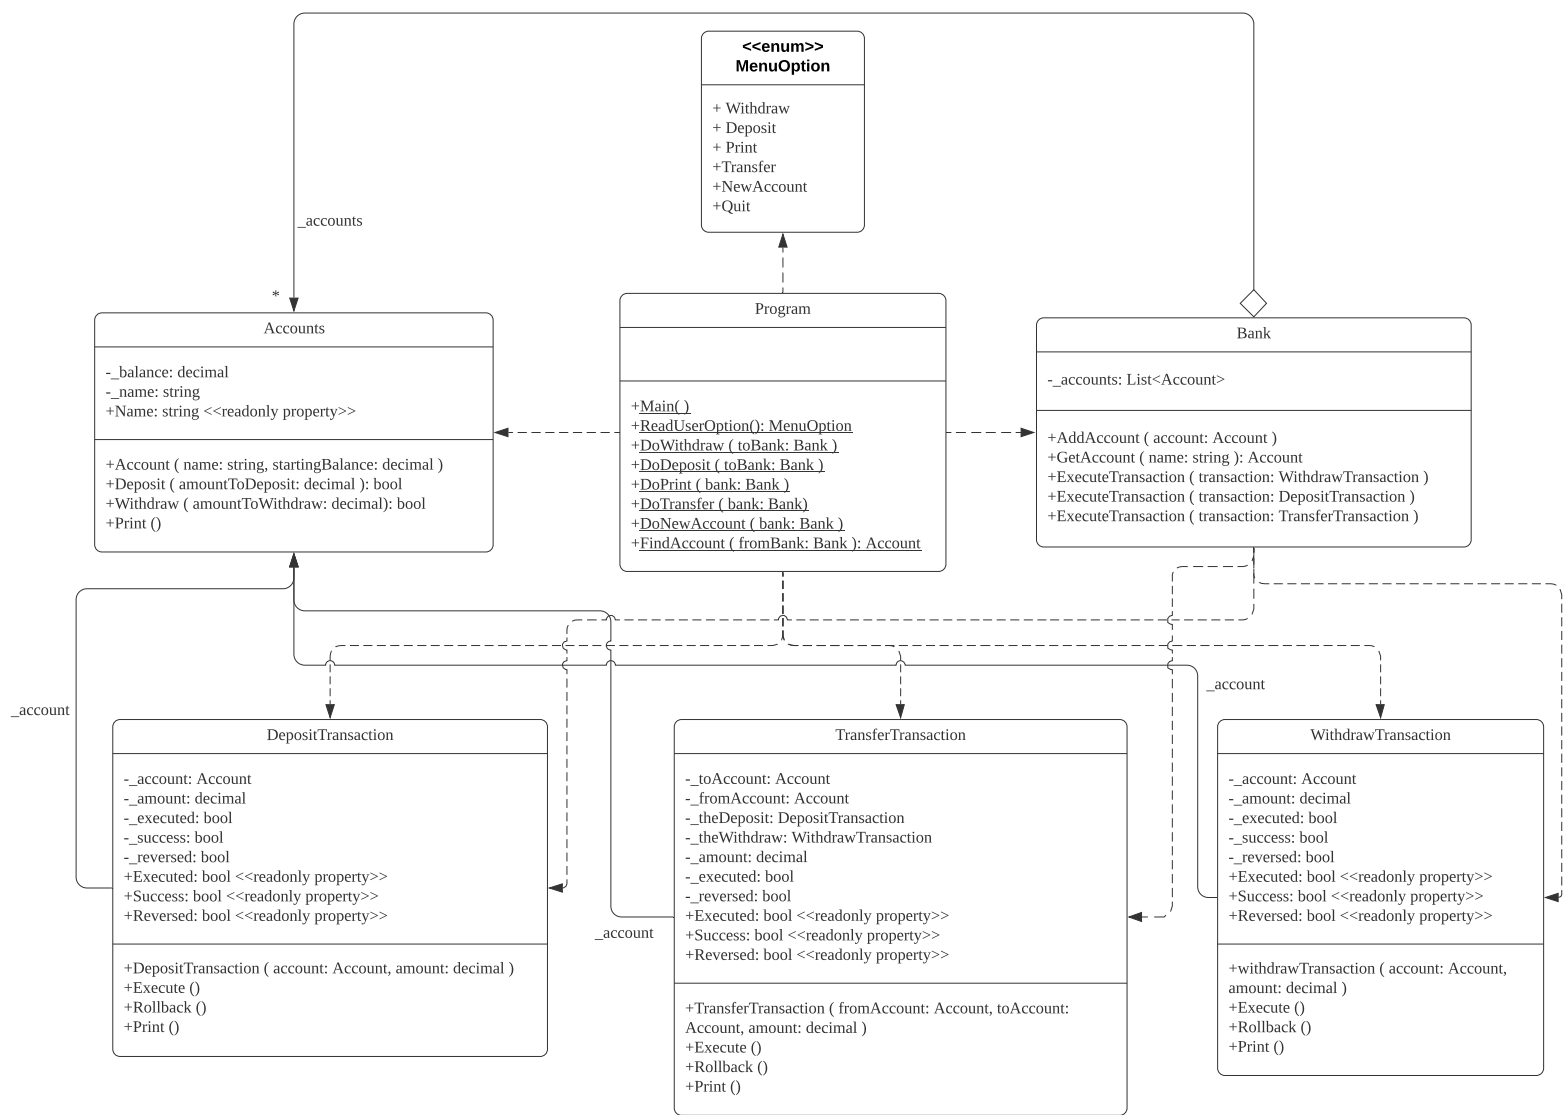 <<enum>>
MenuOption
+ Withdraw
+ Deposit
+ Print
+Transfer
+NewAccount
+Quit
_accounts
*
Accounts
-_balance: decimal
-_name: string
+Name: string <<readonly property>>
+Account ( name: string, startingBalance: decimal )
+Deposit ( amountToDeposit: decimal ): bool
+Withdraw ( amountToWithdraw: decimal): bool
+Print ()
Program
+Main( )
+ReadUserOption(): MenuOption
+DoWithdraw ( toBank: Bank )
+DoDeposit ( toBank: Bank )
+DoPrint ( bank: Bank )
+DoTransfer ( bank: Bank)
+DoNewAccount ( bank: Bank )
+FindAccount ( fromBank: Bank ): Account
Bank
-_accounts: List<Account>
+AddAccount ( account: Account )
+GetAccount ( name: string ): Account
+ExecuteTransaction ( transaction: WithdrawTransaction )
+ExecuteTransaction ( transaction: DepositTransaction )
+ExecuteTransaction ( transaction: TransferTransaction )
_account
DepositTransaction
-_account: Account
-_amount: decimal
-_executed: bool
-_success: bool
-_reversed: bool
+Executed: bool <<readonly property>>
+Success: bool <<readonly property>>
+Reversed: bool <<readonly property>>
+DepositTransaction ( account: Account, amount: decimal )
+Execute ()
+Rollback ()
+Print ()
_account
TransferTransaction
-_toAccount: Account
-_fromAccount: Account
-_theDeposit: DepositTransaction
-_theWithdraw: WithdrawTransaction
-_amount: decimal
-_executed: bool
-_reversed: bool
+Executed: bool <<readonly property>>
+Success: bool <<readonly property>>
+Reversed: bool <<readonly property>>
+TransferTransaction ( fromAccount: Account, toAccount:
Account, amount: decimal )
+Execute ()
+Rollback ()
+Print ()
_account
WithdrawTransaction
-_account: Account
-_amount: decimal
-_executed: bool
-_success: bool
-_reversed: bool
+Executed: bool <<readonly property>>
+Success: bool <<readonly property>>
+Reversed: bool <<readonly property>>
+withdrawTransaction ( account: Account,
amount: decimal )
+Execute ()
+Rollback ()
+Print ()